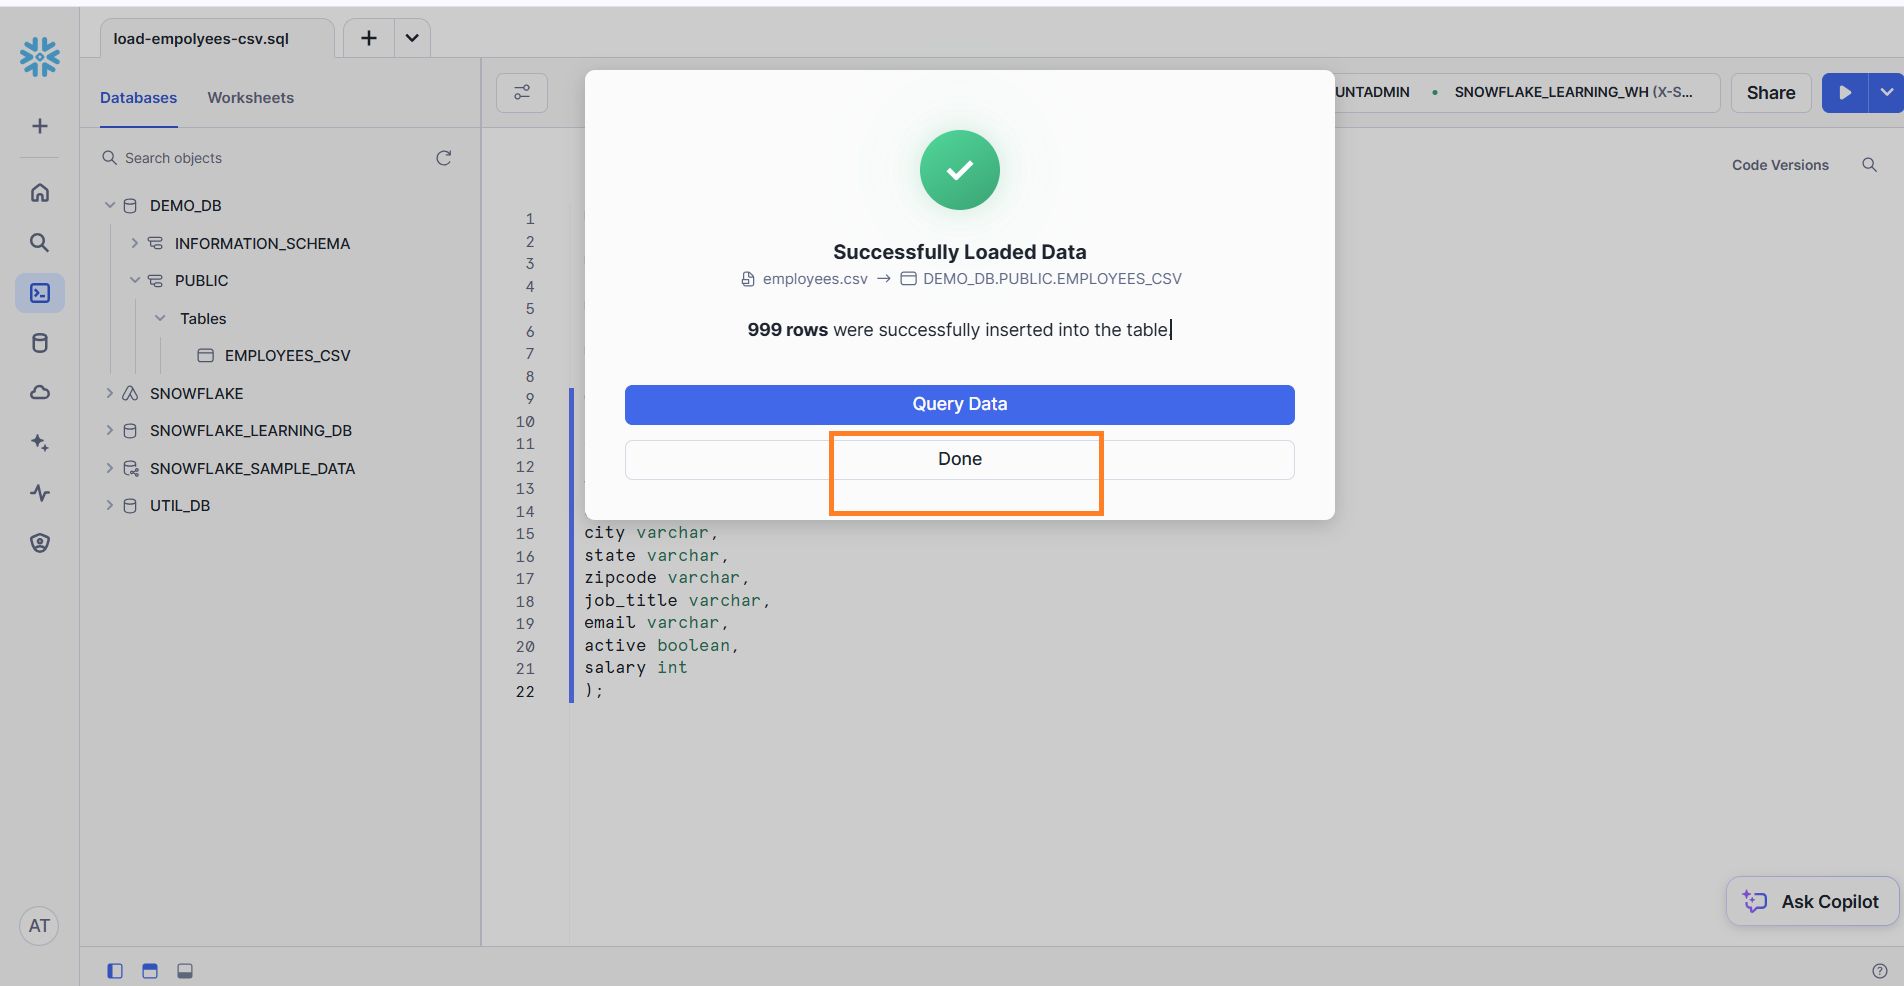 load-empolyees-csv.sql
Databases
Worksheets
UNTADMIN
SNOWFLAKE_LEARNING_WH (X-S...
Share
Search objects
Code Versions
DEMO_DB
INFORMATION_SCHEMA
PUBLIC
Tables
EMPLOYEES_CSV
SNOWFLAKE
SNOWFLAKE_LEARNING_DB
SNOWFLAKE_SAMPLE_DATA
UTIL_DB
AT
Successfully Loaded Data
employees.csv → DEMO_DB.PUBLIC.EMPLOYEES_CSV
999 rows were successfully inserted into the table.
Query Data
Done
1
2
3
4
5
6
7
8
9
10
11
12
13
14
15 city varchar,
16 state varchar,
17 zipcode varchar,
18 job_title varchar,
19 email varchar,
20 active boolean,
21 salary int
22 );
Ask Copilot